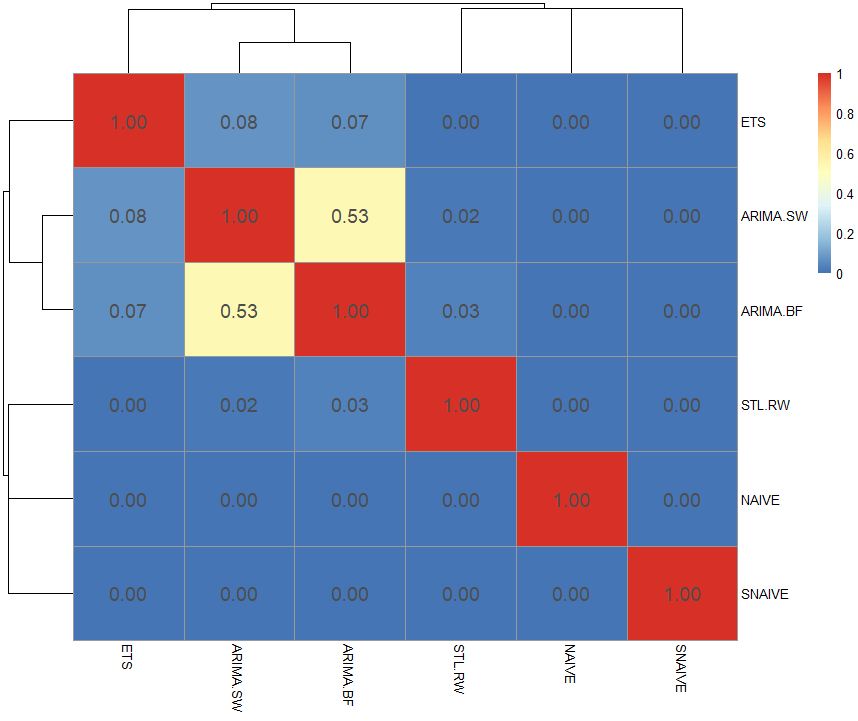 1.00 0.08 0.07 0.00 0.00 0.00 ETS
0.08 1.00 0.53 0.02 0.00 0.00 ARIMA.SW
0.07 0.53 1.00 0.03 0.00 0.00 ARIMA.BF
0.00 0.02 0.03 1.00 0.00 0.00 STL.RW
0.00 0.00 0.00 0.00 1.00 0.00 NAIVE
0.00 0.00 0.00 0.00 0.00 1.00 SNAIVE
ETS
ARIMA.SW
ARIMA.BF
STL.RW
NAIVE
SNAIVE
1
0.8
0.6
0.4
0.2
0